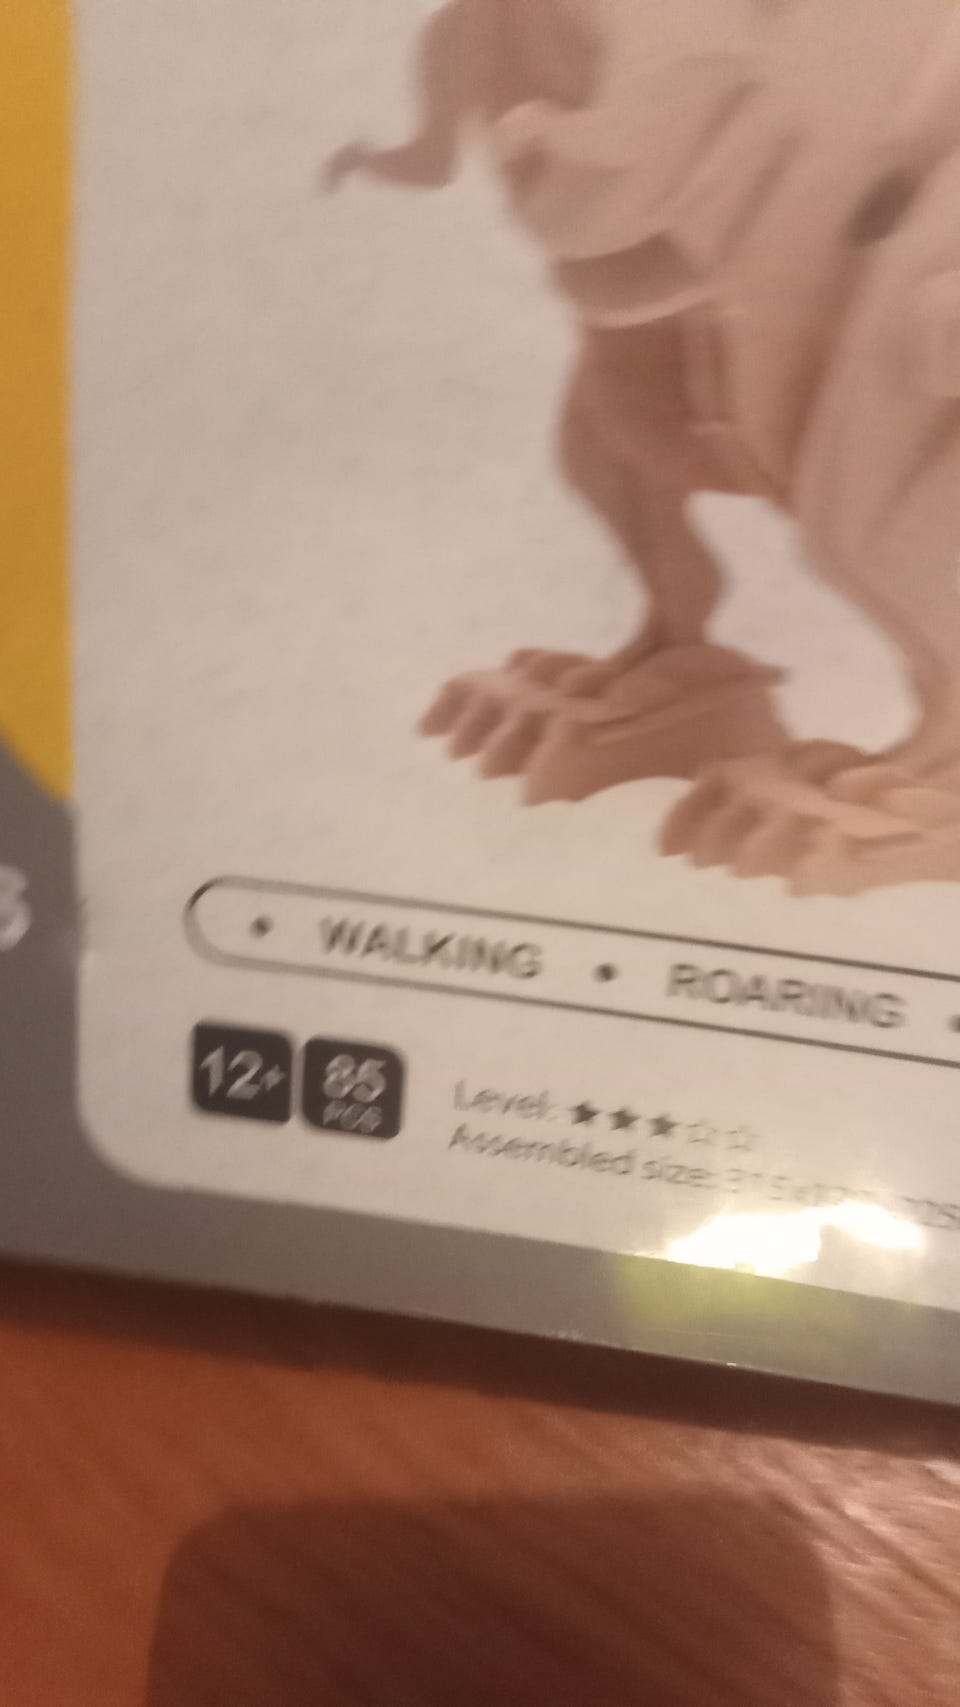 • WALKING • ROARING •
12+
85
PCS
Level: ★★★☆☆
Assembled size: